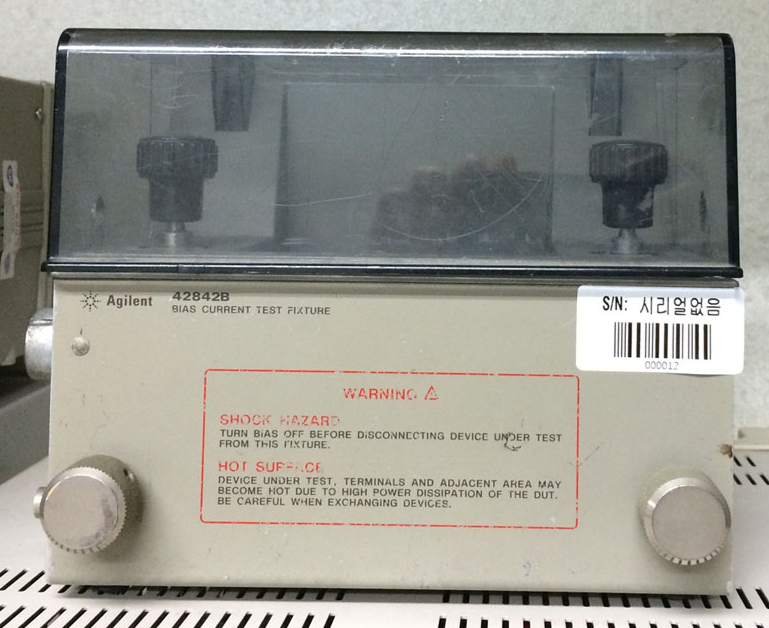 Agilent 42842B
BIAS CURRENT TEST FIXTURE
S/N: 시리얼없음
000012
WARNING
SHOCK HAZARD
TURN BIAS OFF BEFORE DISCONNECTING DEVICE UNDER TEST
FROM THIS FIXTURE.
HOT SURFACE
DEVICE UNDER TEST, TERMINALS AND ADJACENT AREA MAY
BECOME HOT DUE TO HIGH POWER DISSIPATION OF THE DUT.
BE CAREFUL WHEN EXCHANGING DEVICES.